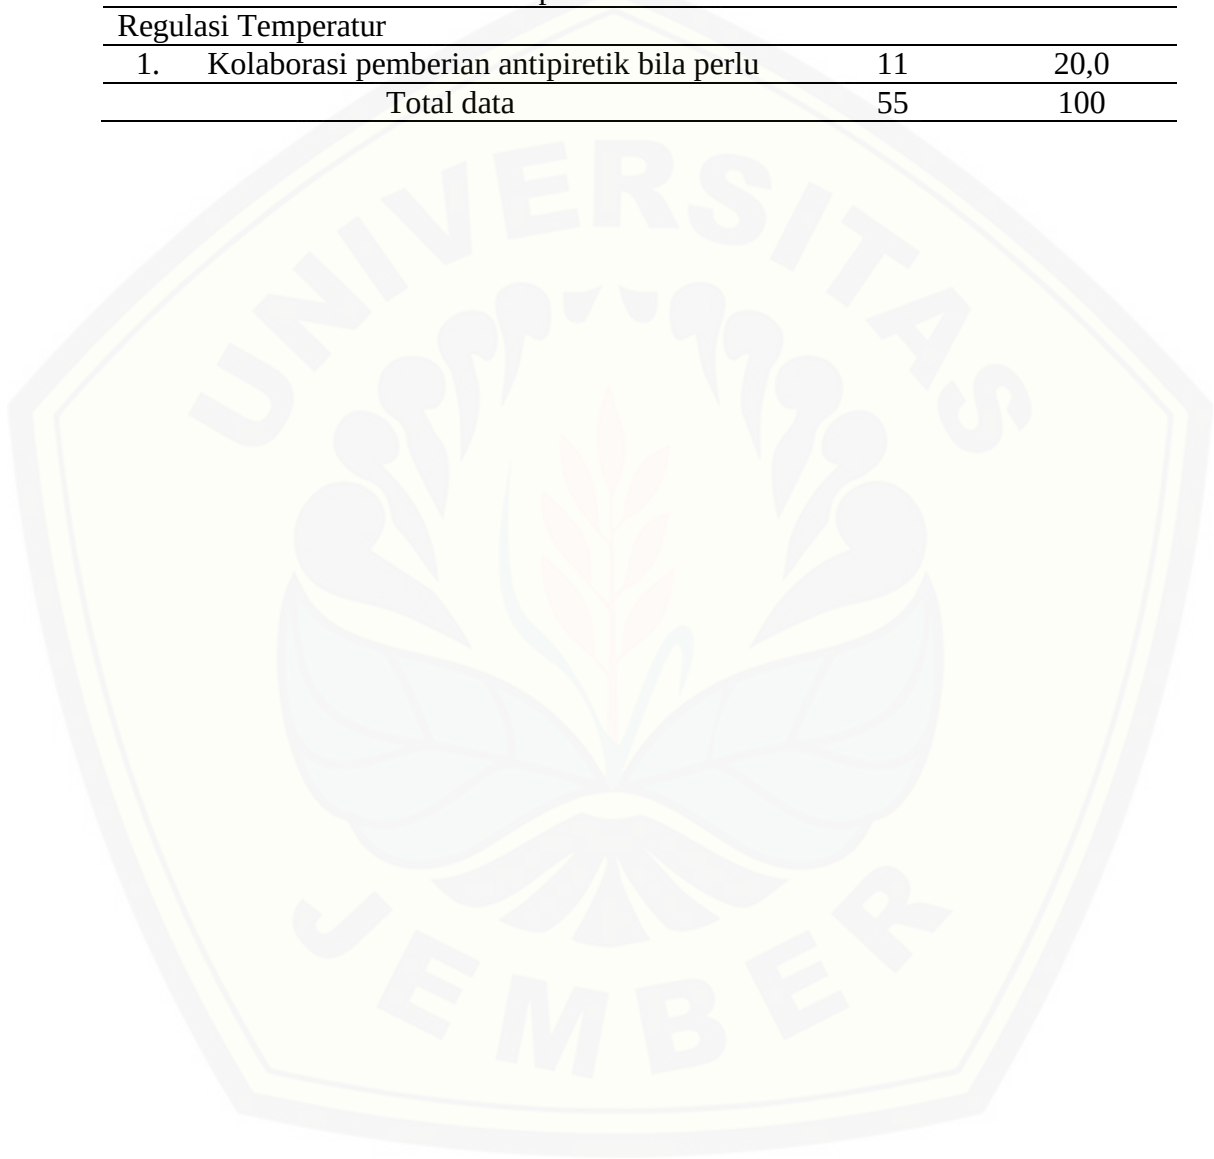 Regulasi Temperatur
1. Kolaborasi pemberian antipiretik bila perlu 11 20,0
Total data 55 100
UNIVERSITAS
JEMBER